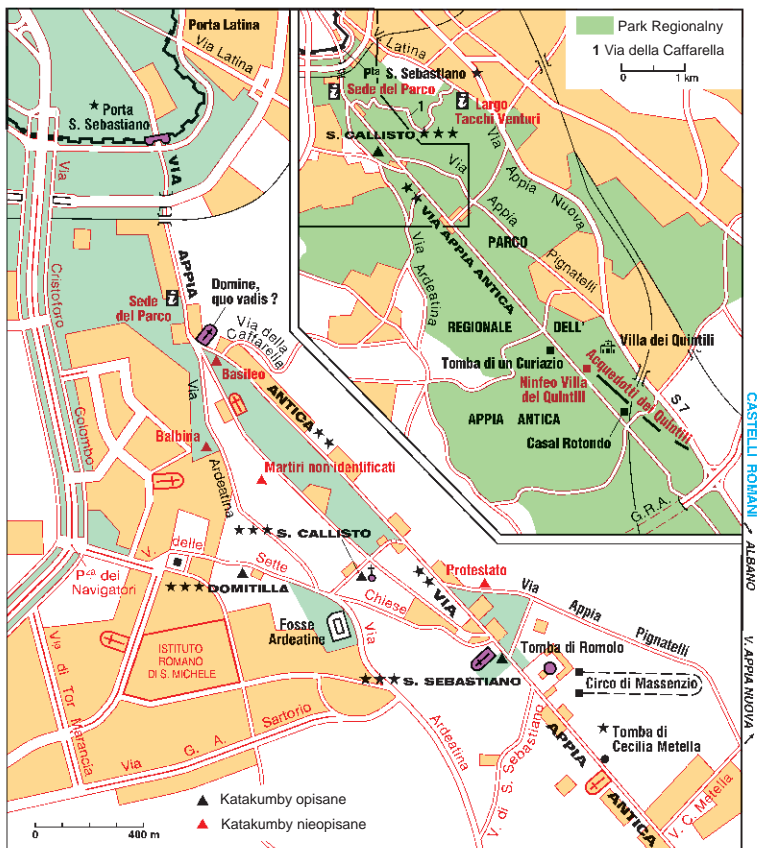 Porta Latina
Via Latina
★ Porta
S. Sebastiano
Via
VIA
APPIA
Cristoforo
Colombo
Sede
del Parco
Domine,
quo vadis ?
Via della
Caffarella
Basileo
ANTICA ★★
Via
Ardeatina
Balbina
Martiri non identificati
★★★ S. CALLISTO
V. delle
Sette
Chiese
Pza dei
Navigatori
★★★ DOMITILLA
Fosse
Ardeatine
★★ VIA
Protestato
Via
Appia
Pignatelli
ISTITUTO
ROMANO
DI S. MICHELE
Via di Tor
Marancia
Via G. A. Sartorio
Via
Ardeatina
★★★ S. SEBASTIANO
Tomba di Romolo
Circo di Massenzio
★ Tomba di
Cecilia Metella
V. di S. Sebastiano
APPIA
ANTICA
V. C. Metella
▲ Katakumby opisane
▲ Katakumby nieopisane
0 400 m
Park Regionalny
1 Via della Caffarella
0 1 km
V. Latina
Pta S. Sebastiano ★
Sede del Parco
1
Largo
Tacchi Venturi
S. CALLISTO ★★★
Via
Appia
Nuova
Via
Appia
Pignatelli
★★ VIA APPIA ANTICA
Via Ardeatina
PARCO
REGIONALE
DELL'
APPIA ANTICA
Villa dei Quintili
Tomba di un Curiazio
Ninfeo Villa
del Quintili
Acquedotti dei Quintili
Casal Rotondo
S 7
G.R.A.
CASTELLI ROMANI
ALBANO
V. APPIA NUOVA